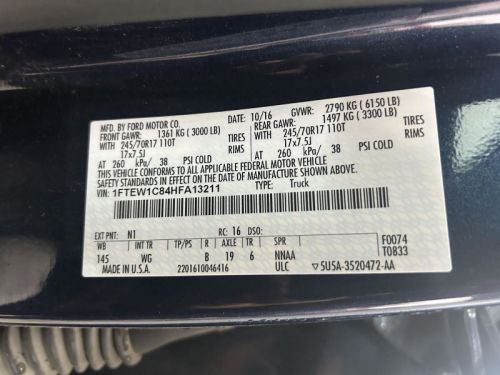 MFD. BY FORD MOTOR CO.
DATE: 10/16 GVWR: 2790 KG (6150 LB)
FRONT GAWR: 1361 KG (3000 LB) REAR GAWR: 1497 KG (3300 LB)
WITH 245/70R17 110T TIRES WITH 245/70R17 110T TIRES
17x7.5J 17x7.5J
AT 260 kPa/ 38 PSI COLD AT 260 kPa/ 38 PSI COLD
THIS VEHICLE CONFORMS TO ALL APPLICABLE FEDERAL MOTOR VEHICLE
SAFETY AND THEFT PREVENTION STANDARDS IN EFFECT ON THE DATE OF MANUFACTURE SHOWN ABOVE.
VIN: 1FTEW1C84HFA13211 TYPE: Truck
EXT PNT: N1 RC: 16 DSO: F0074
WB INT TR TP/PS R AXLE TR SPR T0833
145 WG B 19 6 NNAA
MADE IN U.S.A. 2201610046416 ULC 5U5A-3520472-AA